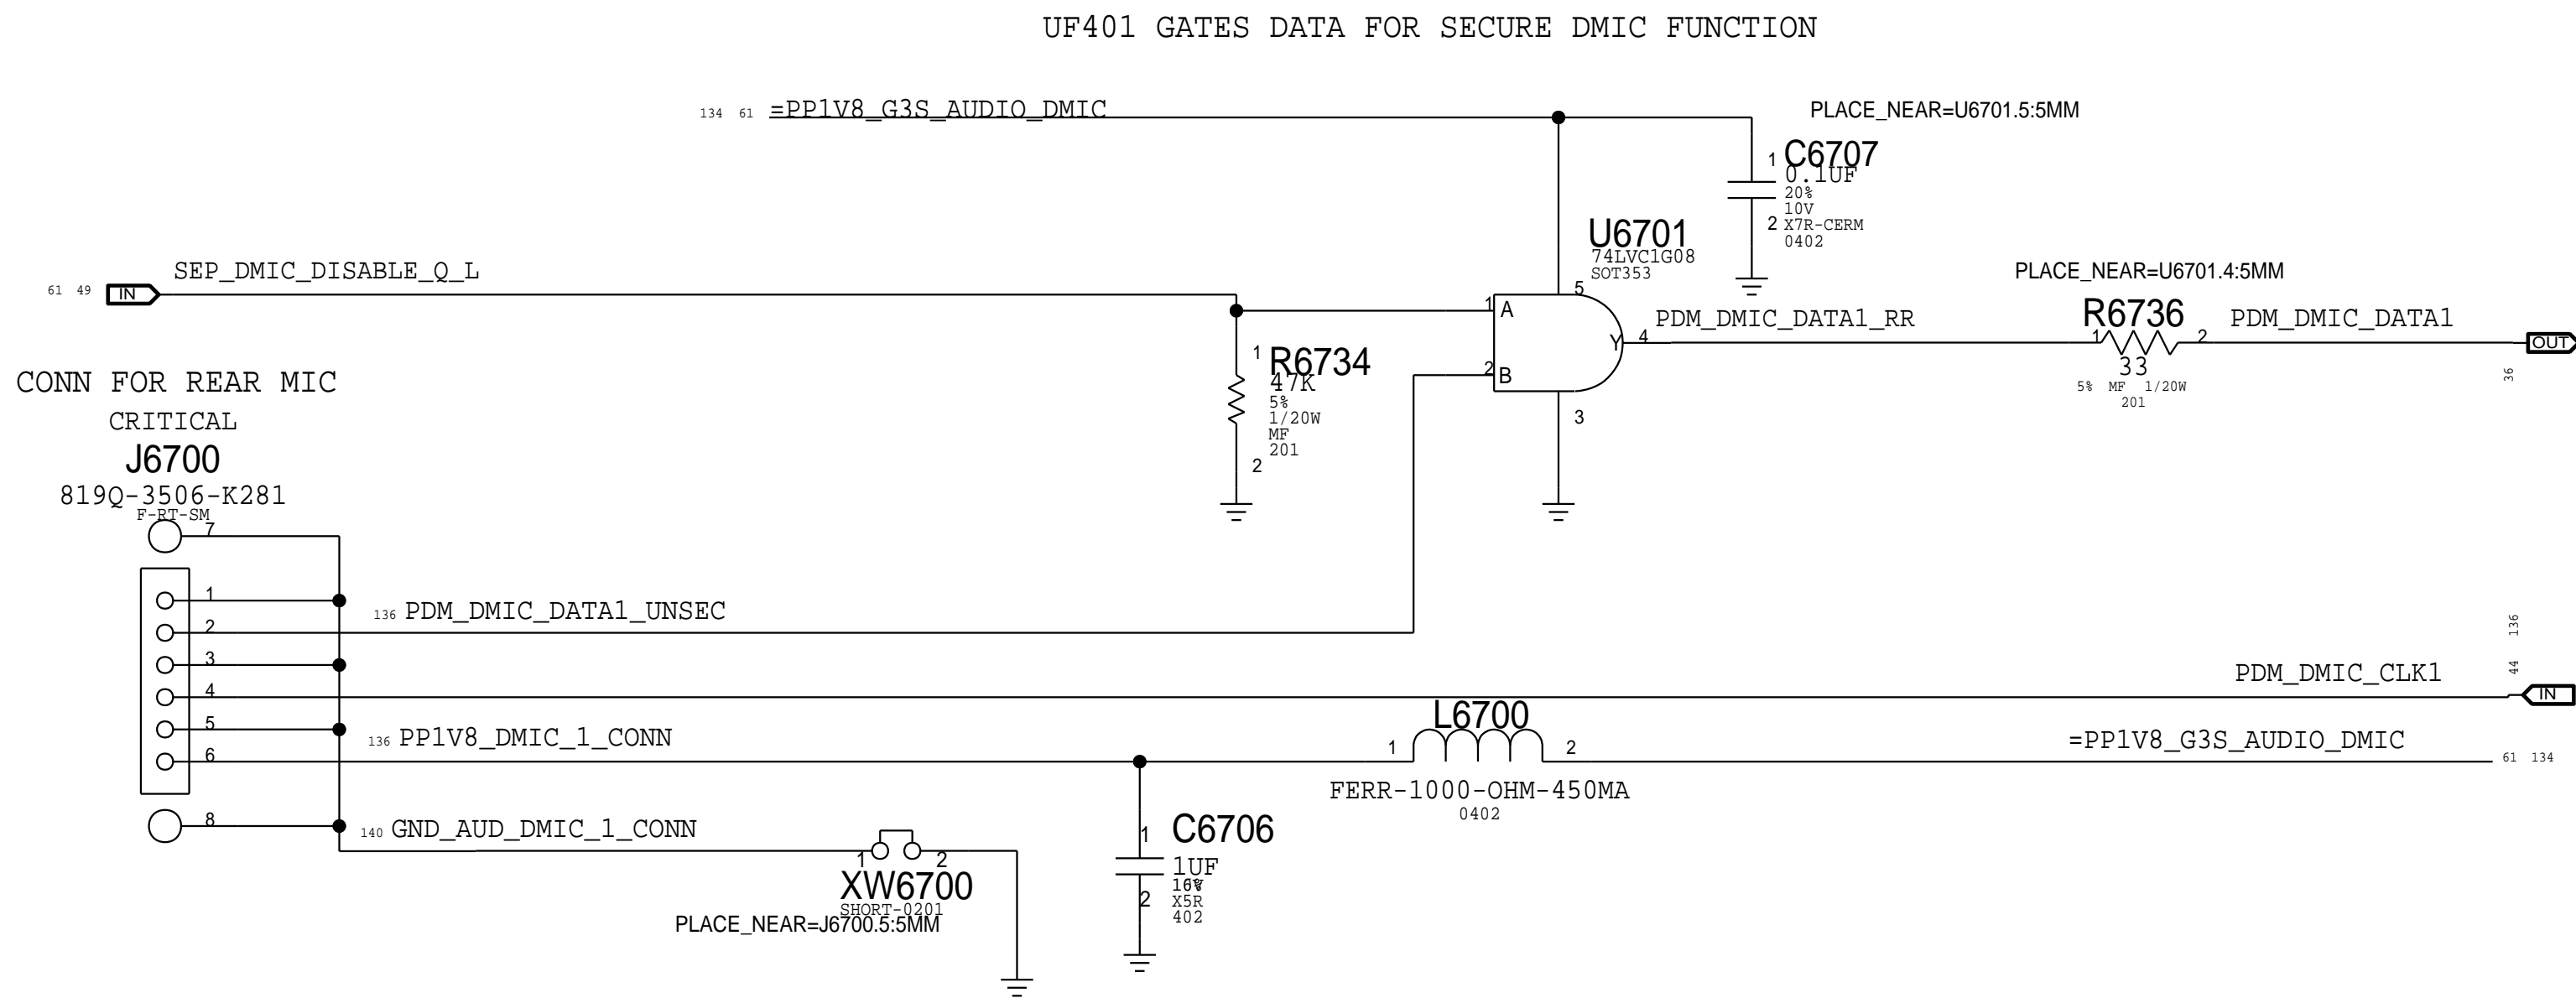 UF401 GATES DATA FOR SECURE DMIC FUNCTION
134 61 =PP1V8_G3S_AUDIO_DMIC
PLACE_NEAR=U6701.5:5MM
1 C6707
0.1UF
20%
10V
2 X7R-CERM
0402
U6701
74LVC1G08
SOT353
SEP_DMIC_DISABLE_Q_L
61 49 IN
PLACE_NEAR=U6701.4:5MM
5
1 A
2 B
Y 4
3
PDM_DMIC_DATA1_RR
R6736
1 2
33
5% MF 1/20W
201
PDM_DMIC_DATA1
OUT
36
1 R6734
47K
5%
1/20W
MF
201
2
CONN FOR REAR MIC
CRITICAL
J6700
819Q-3506-K281
F-RT-SM
7
1
2
3
4
5
6
8
136 PDM_DMIC_DATA1_UNSEC
136
44
PDM_DMIC_CLK1
IN
136 PP1V8_DMIC_1_CONN
L6700
1 2
FERR-1000-OHM-450MA
0402
=PP1V8_G3S_AUDIO_DMIC
61 134
140 GND_AUD_DMIC_1_CONN
1 2
XW6700
SHORT-0201
PLACE_NEAR=J6700.5:5MM
1 C6706
1UF
2 X5R
402